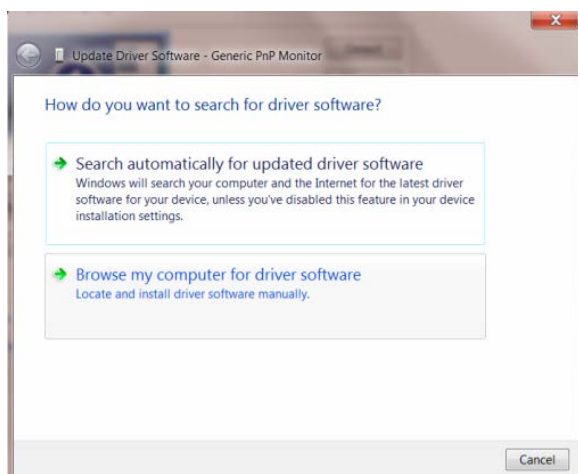 Update Driver Software - Generic PnP Monitor
How do you want to search for driver software?
Search automatically for updated driver software
Windows will search your computer and the Internet for the latest driver
software for your device, unless you've disabled this feature in your device
installation settings.
Browse my computer for driver software
Locate and install driver software manually.
Cancel